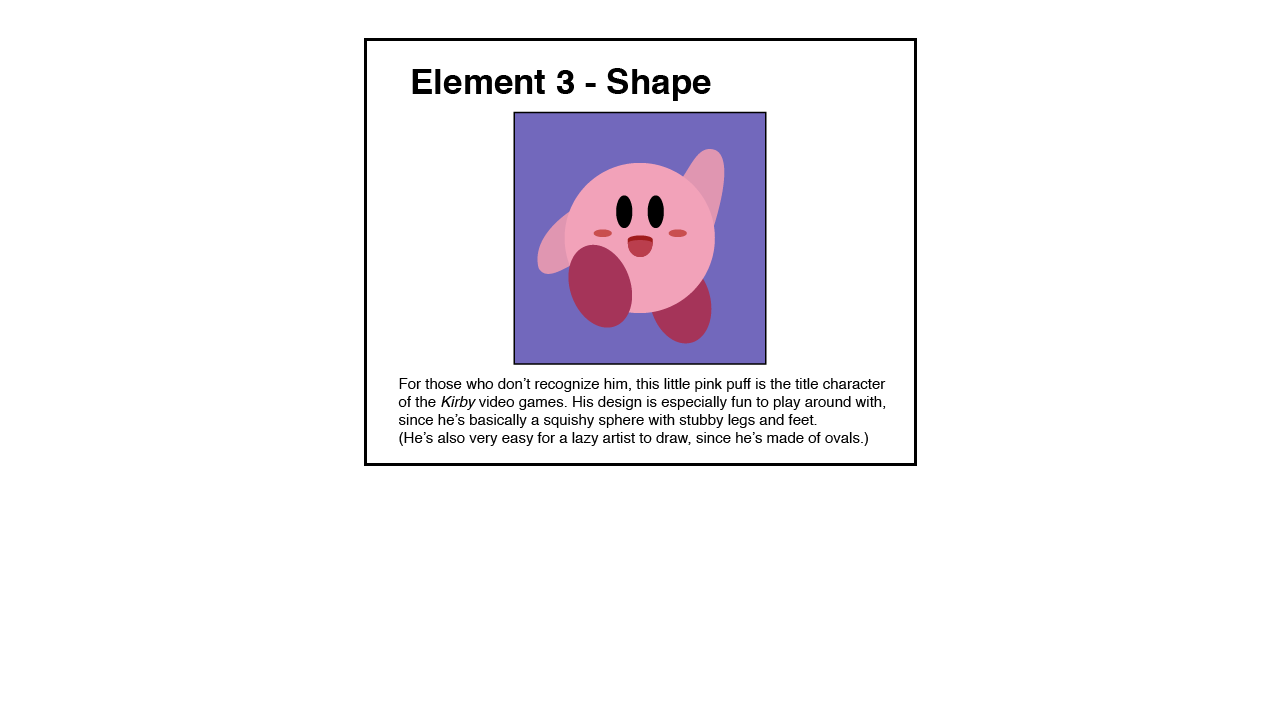 Element 3 - Shape
For those who don’t recognize him, this little pink puff is the title character
of the Kirby video games. His design is especially fun to play around with,
since he’s basically a squishy sphere with stubby legs and feet.
(He’s also very easy for a lazy artist to draw, since he’s made of ovals.)